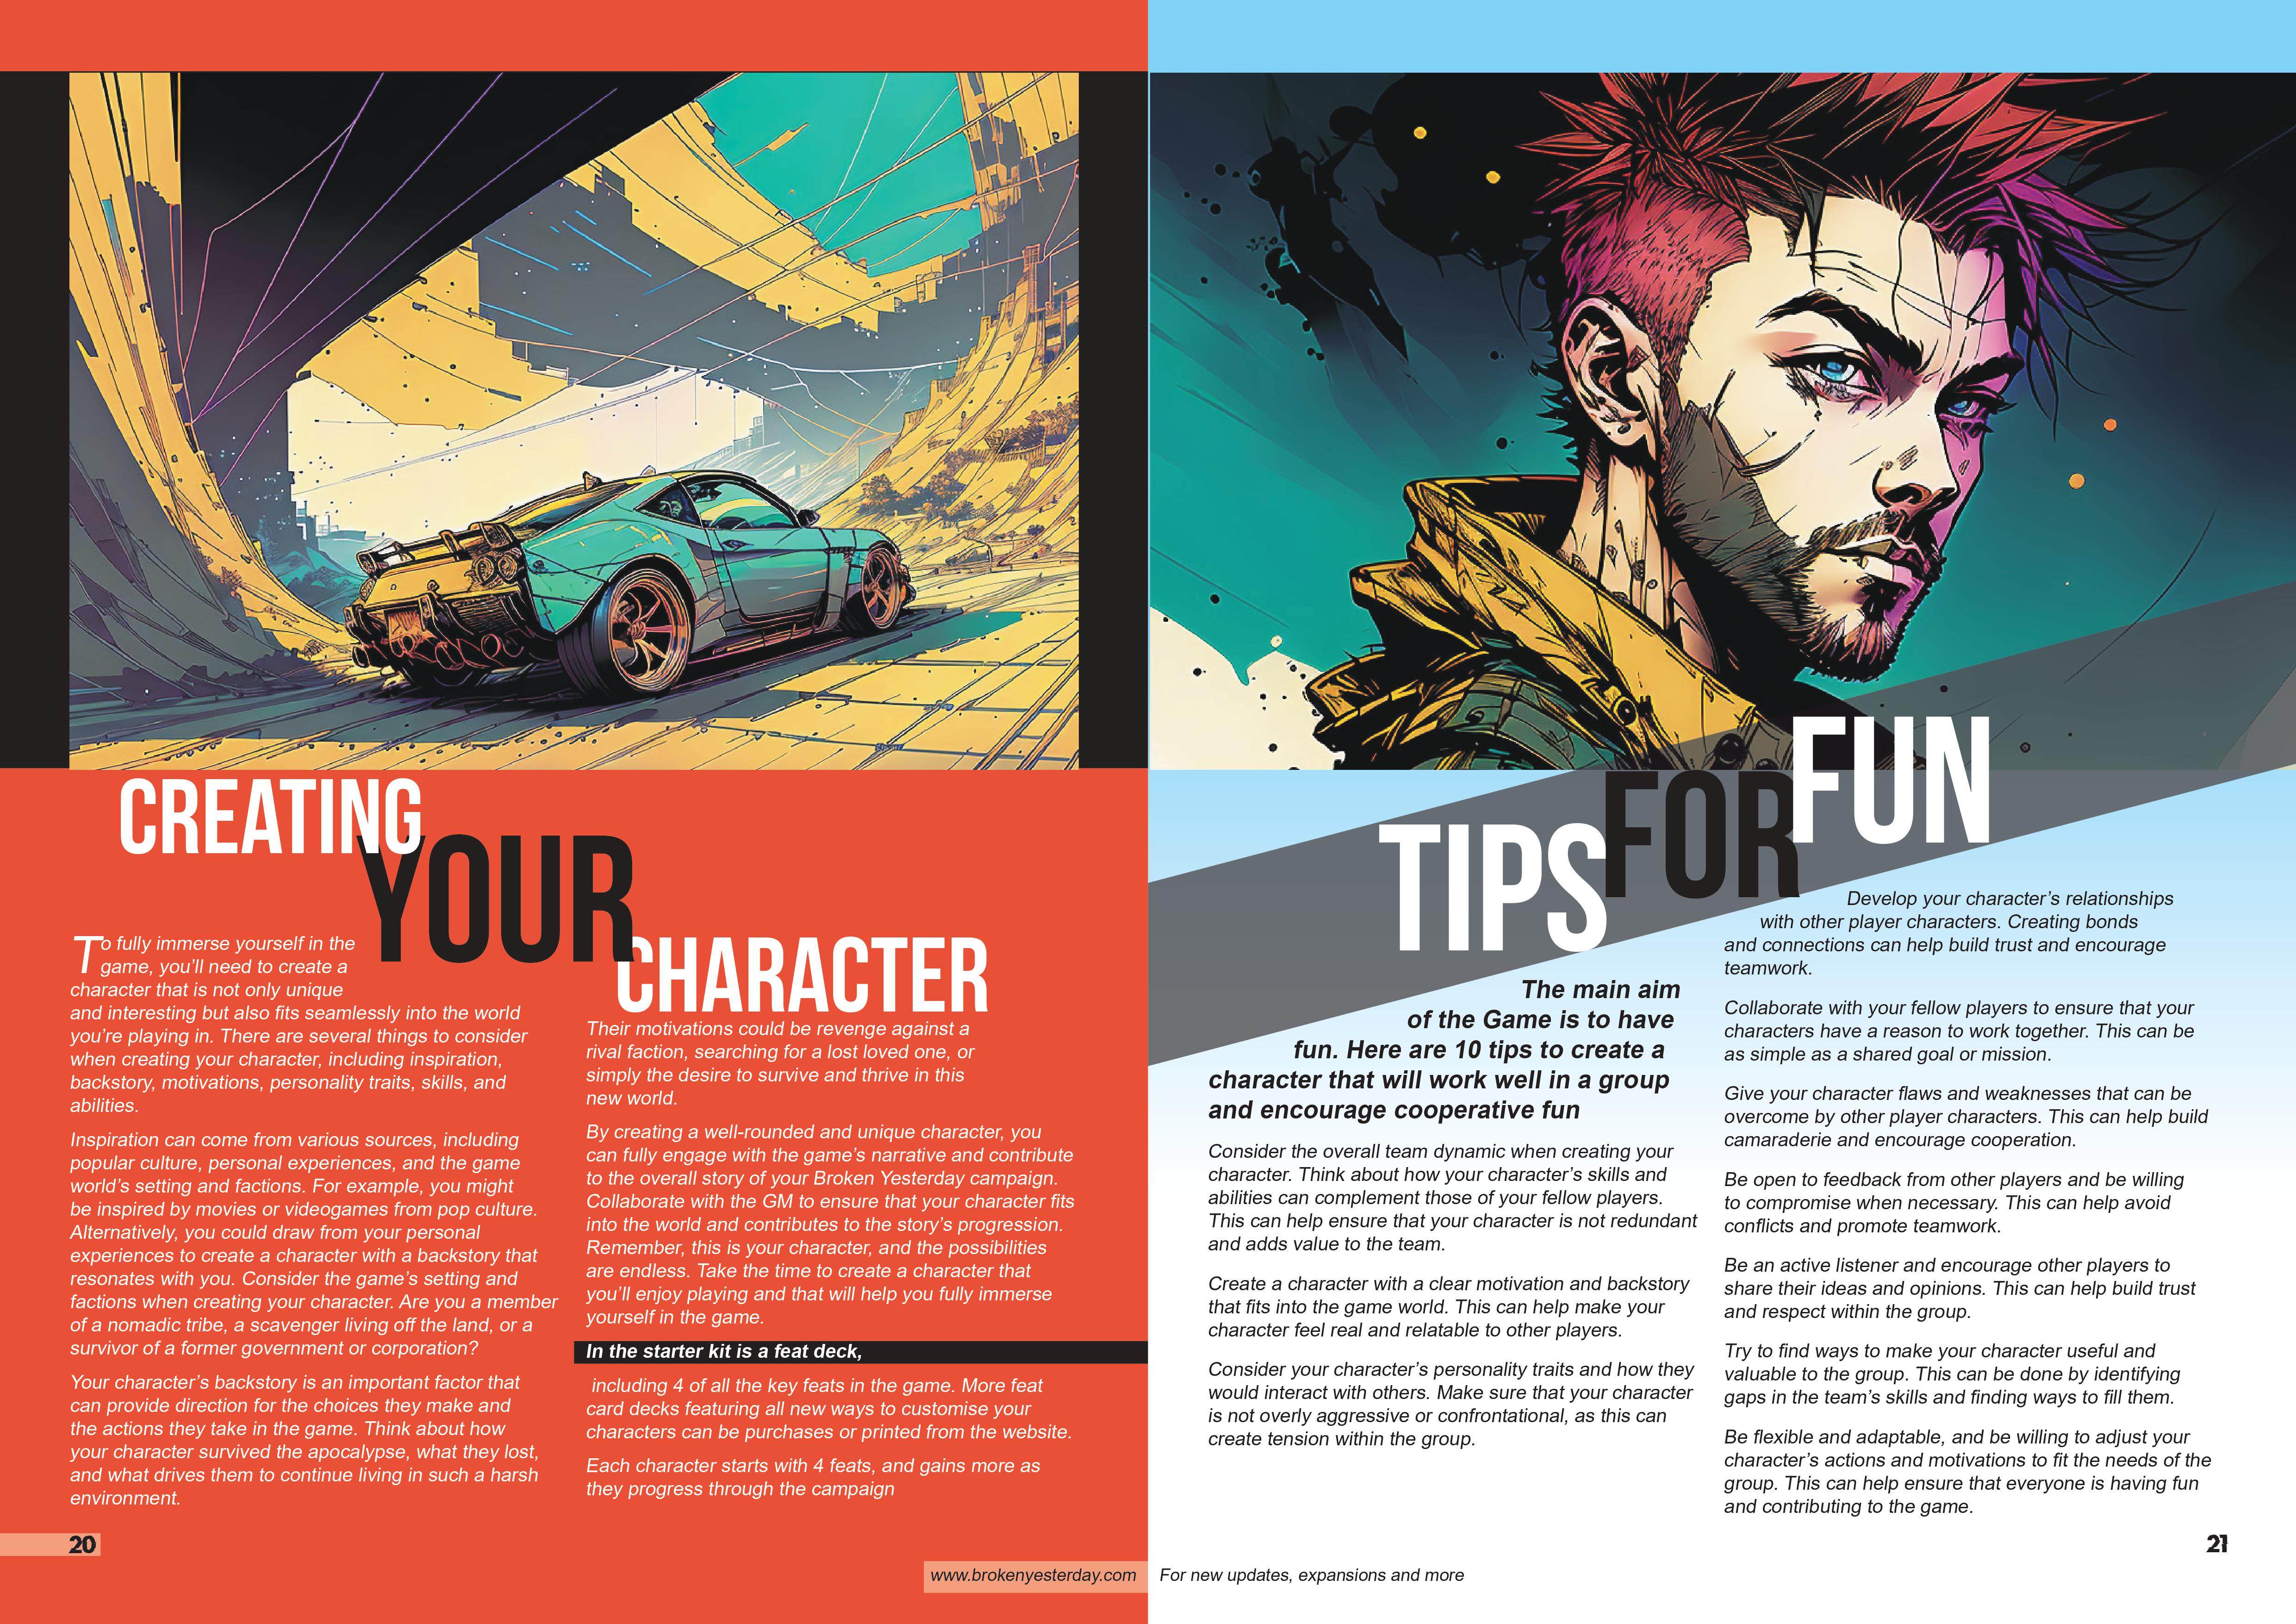 CREATING
YOUR
CHARACTER
To fully immerse yourself in the
game, you'll need to create a
character that is not only unique
and interesting but also fits seamlessly into the world
you're playing in. There are several things to consider
when creating your character, including inspiration,
backstory, motivations, personality traits, skills, and
abilities.
Inspiration can come from various sources, including
popular culture, personal experiences, and the game
world's setting and factions. For example, you might
be inspired by movies or videogames from pop culture.
Alternatively, you could draw from your personal
experiences to create a character with a backstory that
resonates with you. Consider the game's setting and
factions when creating your character. Are you a member
of a nomadic tribe, a scavenger living off the land, or a
survivor of a former government or corporation?
Your character's backstory is an important factor that
can provide direction for the choices they make and
the actions they take in the game. Think about how
your character survived the apocalypse, what they lost,
and what drives them to continue living in such a harsh
environment.
Their motivations could be revenge against a
rival faction, searching for a lost loved one, or
simply the desire to survive and thrive in this
new world.
By creating a well-rounded and unique character, you
can fully engage with the game's narrative and contribute
to the overall story of your Broken Yesterday campaign.
Collaborate with the GM to ensure that your character fits
into the world and contributes to the story's progression.
Remember, this is your character, and the possibilities
are endless. Take the time to create a character that
you'll enjoy playing and that will help you fully immerse
yourself in the game.
In the starter kit is a feat deck,
including 4 of all the key feats in the game. More feat
card decks featuring all new ways to customise your
characters can be purchases or printed from the website.
Each character starts with 4 feats, and gains more as
they progress through the campaign
20
www.brokenyesterday.com
TIPS FOR FUN
The main aim
of the Game is to have
fun. Here are 10 tips to create a
character that will work well in a group
and encourage cooperative fun
Consider the overall team dynamic when creating your
character. Think about how your character's skills and
abilities can complement those of your fellow players.
This can help ensure that your character is not redundant
and adds value to the team.
Create a character with a clear motivation and backstory
that fits into the game world. This can help make your
character feel real and relatable to other players.
Consider your character's personality traits and how they
would interact with others. Make sure that your character
is not overly aggressive or confrontational, as this can
create tension within the group.
Develop your character's relationships
with other player characters. Creating bonds
and connections can help build trust and encourage
teamwork.
Collaborate with your fellow players to ensure that your
characters have a reason to work together. This can be
as simple as a shared goal or mission.
Give your character flaws and weaknesses that can be
overcome by other player characters. This can help build
camaraderie and encourage cooperation.
Be open to feedback from other players and be willing
to compromise when necessary. This can help avoid
conflicts and promote teamwork.
Be an active listener and encourage other players to
share their ideas and opinions. This can help build trust
and respect within the group.
Try to find ways to make your character useful and
valuable to the group. This can be done by identifying
gaps in the team's skills and finding ways to fill them.
Be flexible and adaptable, and be willing to adjust your
character's actions and motivations to fit the needs of the
group. This can help ensure that everyone is having fun
and contributing to the game.
21
For new updates, expansions and more